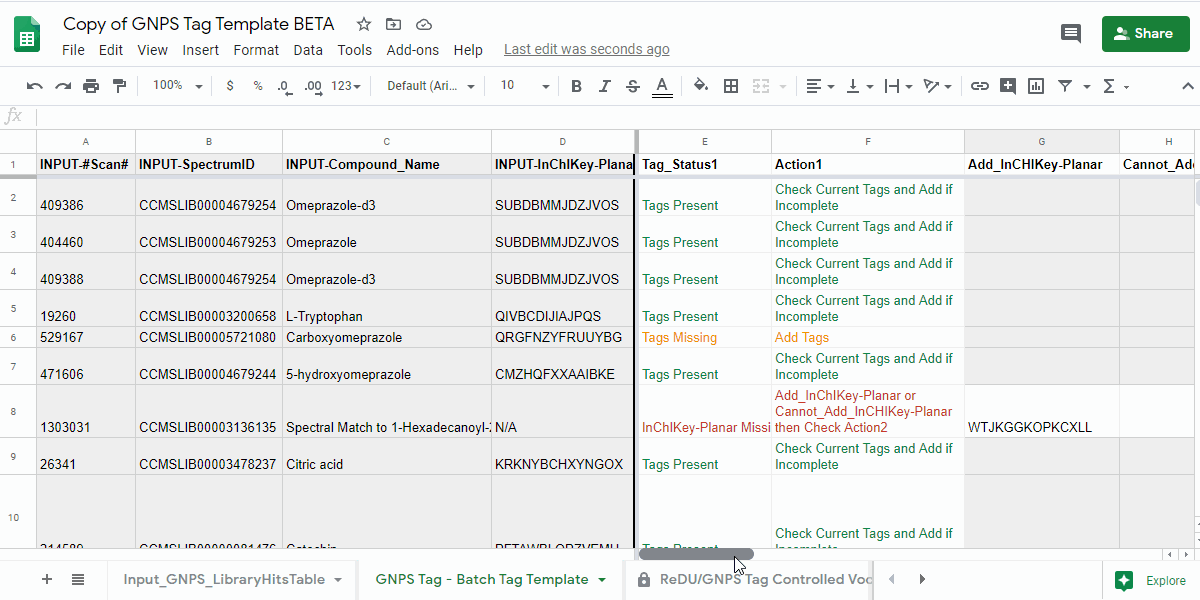 Copy of GNPS Tag Template BETA
File Edit View Insert Format Data Tools Add-ons Help Last edit was seconds ago
Share
100% $ % .0 .00 123 Default (Ari... 10 B I S A
fx
A B C D E F G H
1 INPUT-#Scan# INPUT-SpectrumID INPUT-Compound_Name INPUT-InChIKey-Plana Tag_Status1 Action1 Add_InCHIKey-Planar Cannot_Add
2 409386 CCMSLIB00004679254 Omeprazole-d3 SUBDBMMJDZJVOS Tags Present Check Current Tags and Add if
Incomplete
3 404460 CCMSLIB00004679253 Omeprazole SUBDBMMJDZJVOS Tags Present Check Current Tags and Add if
Incomplete
4 409388 CCMSLIB00004679254 Omeprazole-d3 SUBDBMMJDZJVOS Tags Present Check Current Tags and Add if
Incomplete
5 19260 CCMSLIB00003200658 L-Tryptophan QIVBCDIJIAJPQS Tags Present Check Current Tags and Add if
Incomplete
6 529167 CCMSLIB00005721080 Carboxyomeprazole QRGFNZYFRUUYBG Tags Missing Add Tags
7 471606 CCMSLIB00004679244 5-hydroxyomeprazole CMZHQFXXAAIBKE Tags Present Check Current Tags and Add if
Incomplete
8 1303031 CCMSLIB00003136135 Spectral Match to 1-Hexadecanoyl- N/A InChIKey-Planar Missi Add_InChIKey-Planar or
Cannot_Add_InCHIKey-Planar
then Check Action2 WTJKGGKOPKCXLL
9 26341 CCMSLIB00003478237 Citric acid KRKNYBCHXYNGOX Tags Present Check Current Tags and Add if
Incomplete
10 Check Current Tags and Add if
Input_GNPS_LibraryHitsTable GNPS Tag - Batch Tag Template ReDU/GNPS Tag Controlled Voc Explore